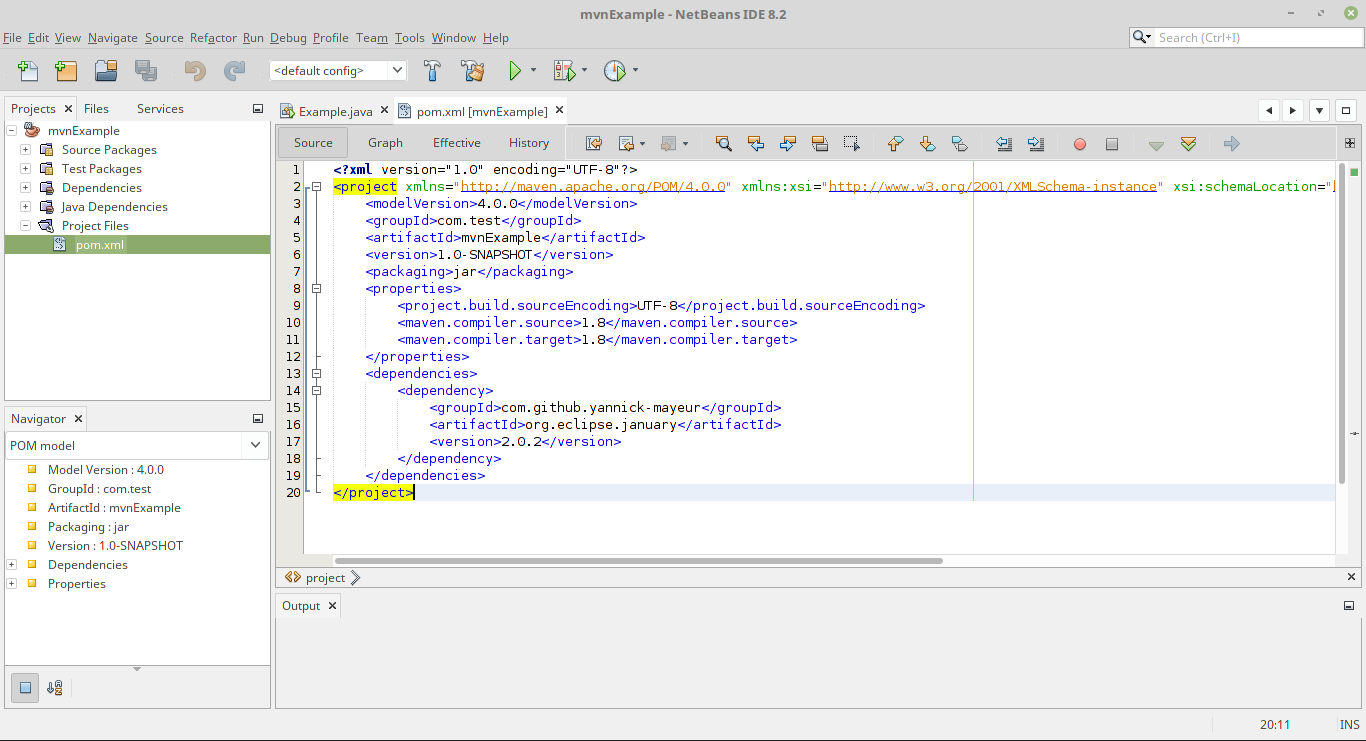 mvnExample - NetBeans IDE 8.2
File Edit View Navigate Source Refactor Run Debug Profile Team Tools Window Help
Search (Ctrl+I)
<default config>
Projects Files Services
mvnExample
Source Packages
Test Packages
Dependencies
Java Dependencies
Project Files
pom.xml
Navigator
POM model
Model Version : 4.0.0
GroupId : com.test
ArtifactId : mvnExample
Packaging : jar
Version : 1.0-SNAPSHOT
Dependencies
Properties
Example.java pom.xml [mvnExample]
Source Graph Effective History
1 <?xml version="1.0" encoding="UTF-8"?>
2 <project xmlns="http://maven.apache.org/POM/4.0.0" xmlns:xsi="http://www.w3.org/2001/XMLSchema-instance" xsi:schemaLocation="
3 <modelVersion>4.0.0</modelVersion>
4 <groupId>com.test</groupId>
5 <artifactId>mvnExample</artifactId>
6 <version>1.0-SNAPSHOT</version>
7 <packaging>jar</packaging>
8 <properties>
9 <project.build.sourceEncoding>UTF-8</project.build.sourceEncoding>
10 <maven.compiler.source>1.8</maven.compiler.source>
11 <maven.compiler.target>1.8</maven.compiler.target>
12 </properties>
13 <dependencies>
14 <dependency>
15 <groupId>com.github.yannick-mayeur</groupId>
16 <artifactId>org.eclipse.january</artifactId>
17 <version>2.0.2</version>
18 </dependency>
19 </dependencies>
20 </project>
project
Output
20:11 INS